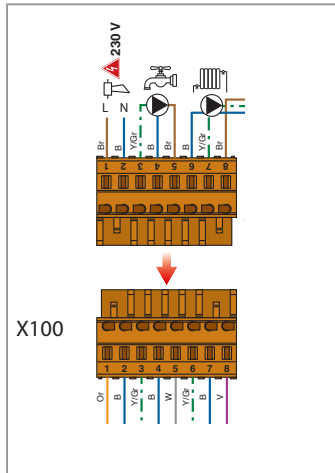 230 V
L N
Br B Y/Gr B Br B Y/Gr Br
1 2 3 4 5 6 7 8
X100
1 2 3 4 5 6 7 8
Or B Y/Gr B W Y/Gr B V